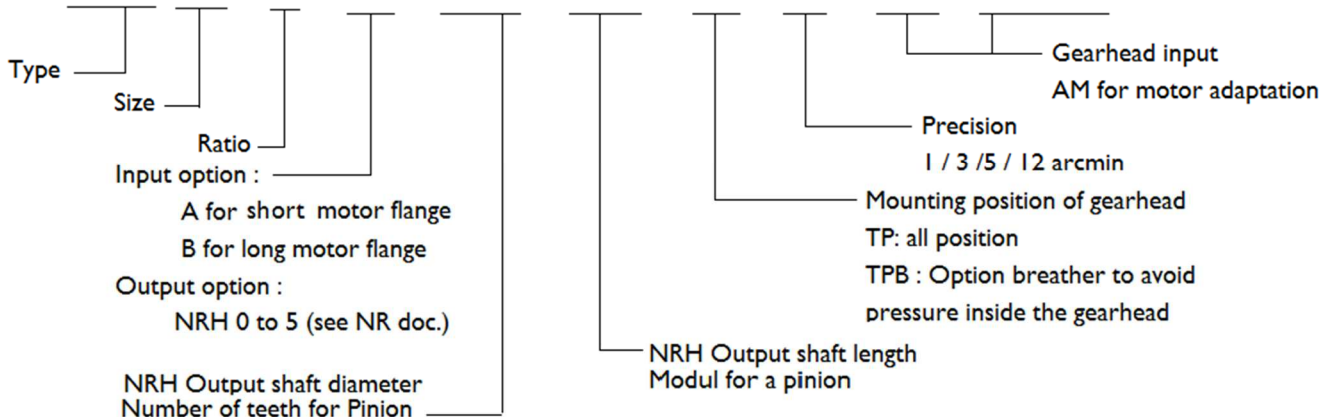 Type
Size
Ratio
Input option :
A for short motor flange
B for long motor flange
Output option :
NRH 0 to 5 (see NR doc.)
NRH Output shaft diameter
Number of teeth for Pinion
NRH Output shaft length
Modul for a pinion
Mounting position of gearhead
TP: all position
TPB : Option breather to avoid
pressure inside the gearhead
Precision
1 / 3 /5 / 12 arcmin
Gearhead input
AM for motor adaptation